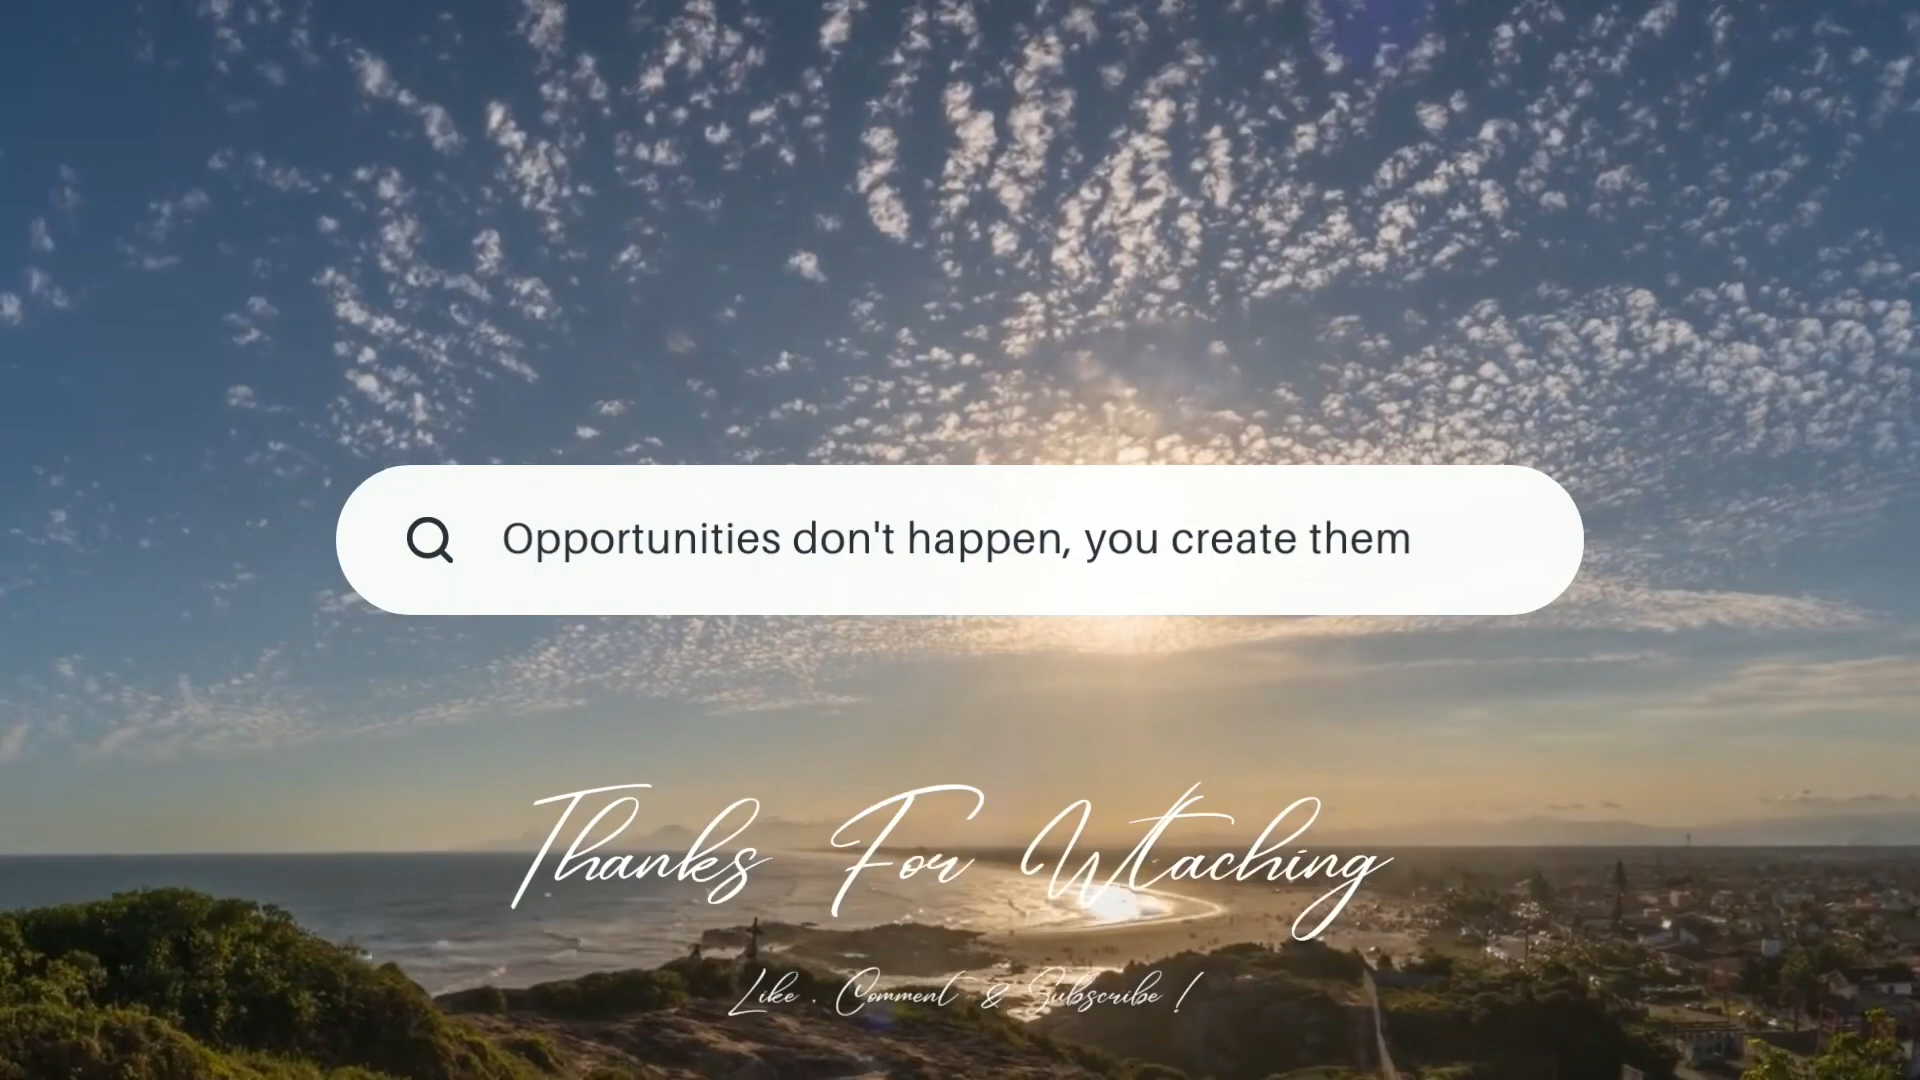 Opportunities don't happen, you create them
Thanks For Wtaching
Like . Comment & Subscribe !